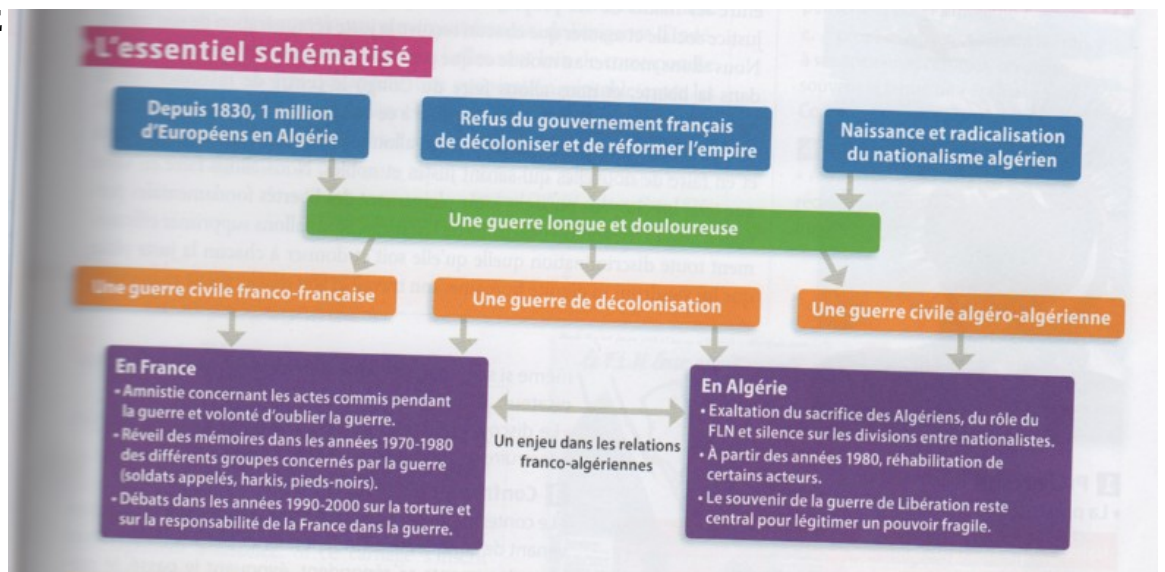 L'essentiel schématisé
Depuis 1830, 1 million
d'Européens en Algérie
Refus du gouvernement français
de décoloniser et de réformer l'empire
Naissance et radicalisation
du nationalisme algérien
Une guerre longue et douloureuse
Une guerre civile franco-francaise
Une guerre de décolonisation
Une guerre civile algéro-algérienne
En France
- Amnistie concernant les actes commis pendant
la guerre et volonté d'oublier la guerre.
- Réveil des mémoires dans les années 1970-1980
des différents groupes concernés par la guerre
(soldats appelés, harkis, pieds-noirs).
- Débats dans les années 1990-2000 sur la torture et
sur la responsabilité de la France dans la guerre.
Un enjeu dans les relations
franco-algériennes
En Algérie
• Exaltation du sacrifice des Algériens, du rôle du
FLN et silence sur les divisions entre nationalistes.
• À partir des années 1980, réhabilitation de
certains acteurs.
• Le souvenir de la guerre de Libération reste
central pour légitimer un pouvoir fragile.